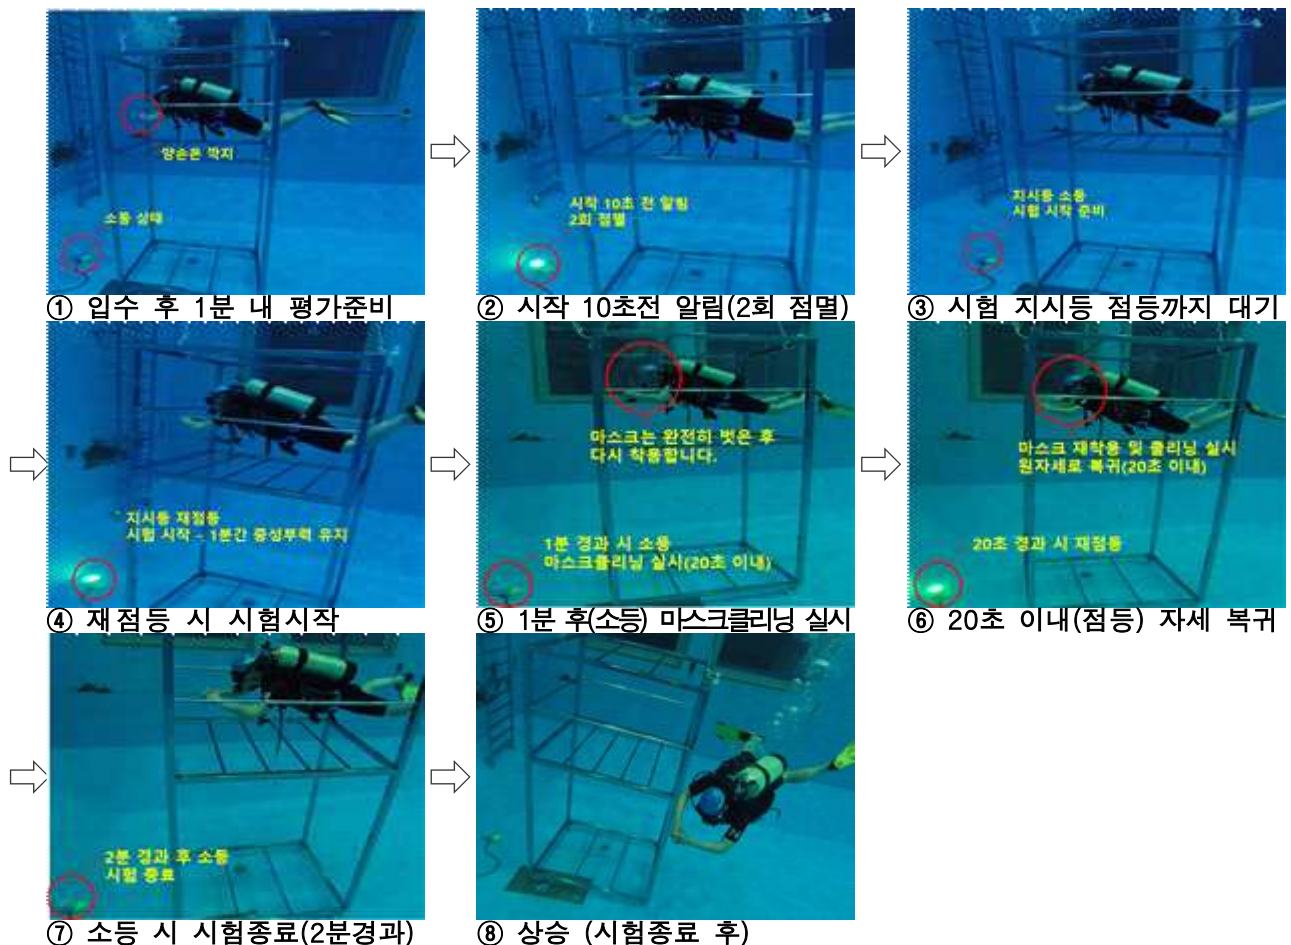 양손은 깍지
소등 상태
① 입수 후 1분 내 평가준비
시작 10초 전 알림
2회 점멸
② 시작 10초전 알림(2회 점멸)
지시등 소등
시험 시작 준비
③ 시험 지시등 점등까지 대기
지시등 재점등
시험 시작 - 1분간 중성부력 유지
④ 재점등 시 시험시작
마스크는 완전히 벗은 후
다시 착용합니다.
1분 경과 시 소등
마스크클리닝 실시(20초 이내)
⑤ 1분 후(소등) 마스크클리닝 실시
마스크 재착용 및 클리닝 실시
원자세로 복귀(20초 이내)
20초 경과 시 재점등
⑥ 20초 이내(점등) 자세 복귀
2분 경과 후 소등
시험 종료
⑦ 소등 시 시험종료(2분경과)
⑧ 상승 (시험종료 후)